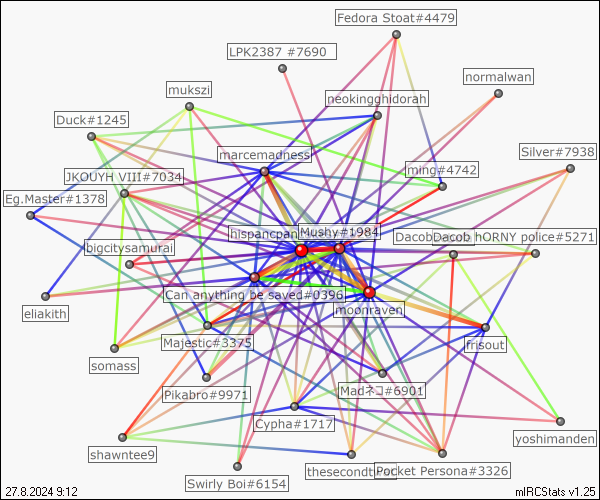 Fedora Stoat#4479
LPK2387 #7690
normalwan
mukszi
neokingghidorah
Duck#1245
Silver#7938
marcemadness
ming#4742
JKOUYH VIII#7034
Eg.Master#1378
hispancpan
Mushy#1984
Dacob
Dacob
hORNY police#5271
bigcitysamurai
Can anything be saved#0396
eliakith
moonraven
Majestic#3375
frisout
somass
Pikabro#9971
Madネコ#6901
Cypha#1717
yoshimanden
shawntee9
thesecondt
Pocket Persona#3326
Swirly Boi#6154
27.8.2024 9:12
mIRCStats v1.25